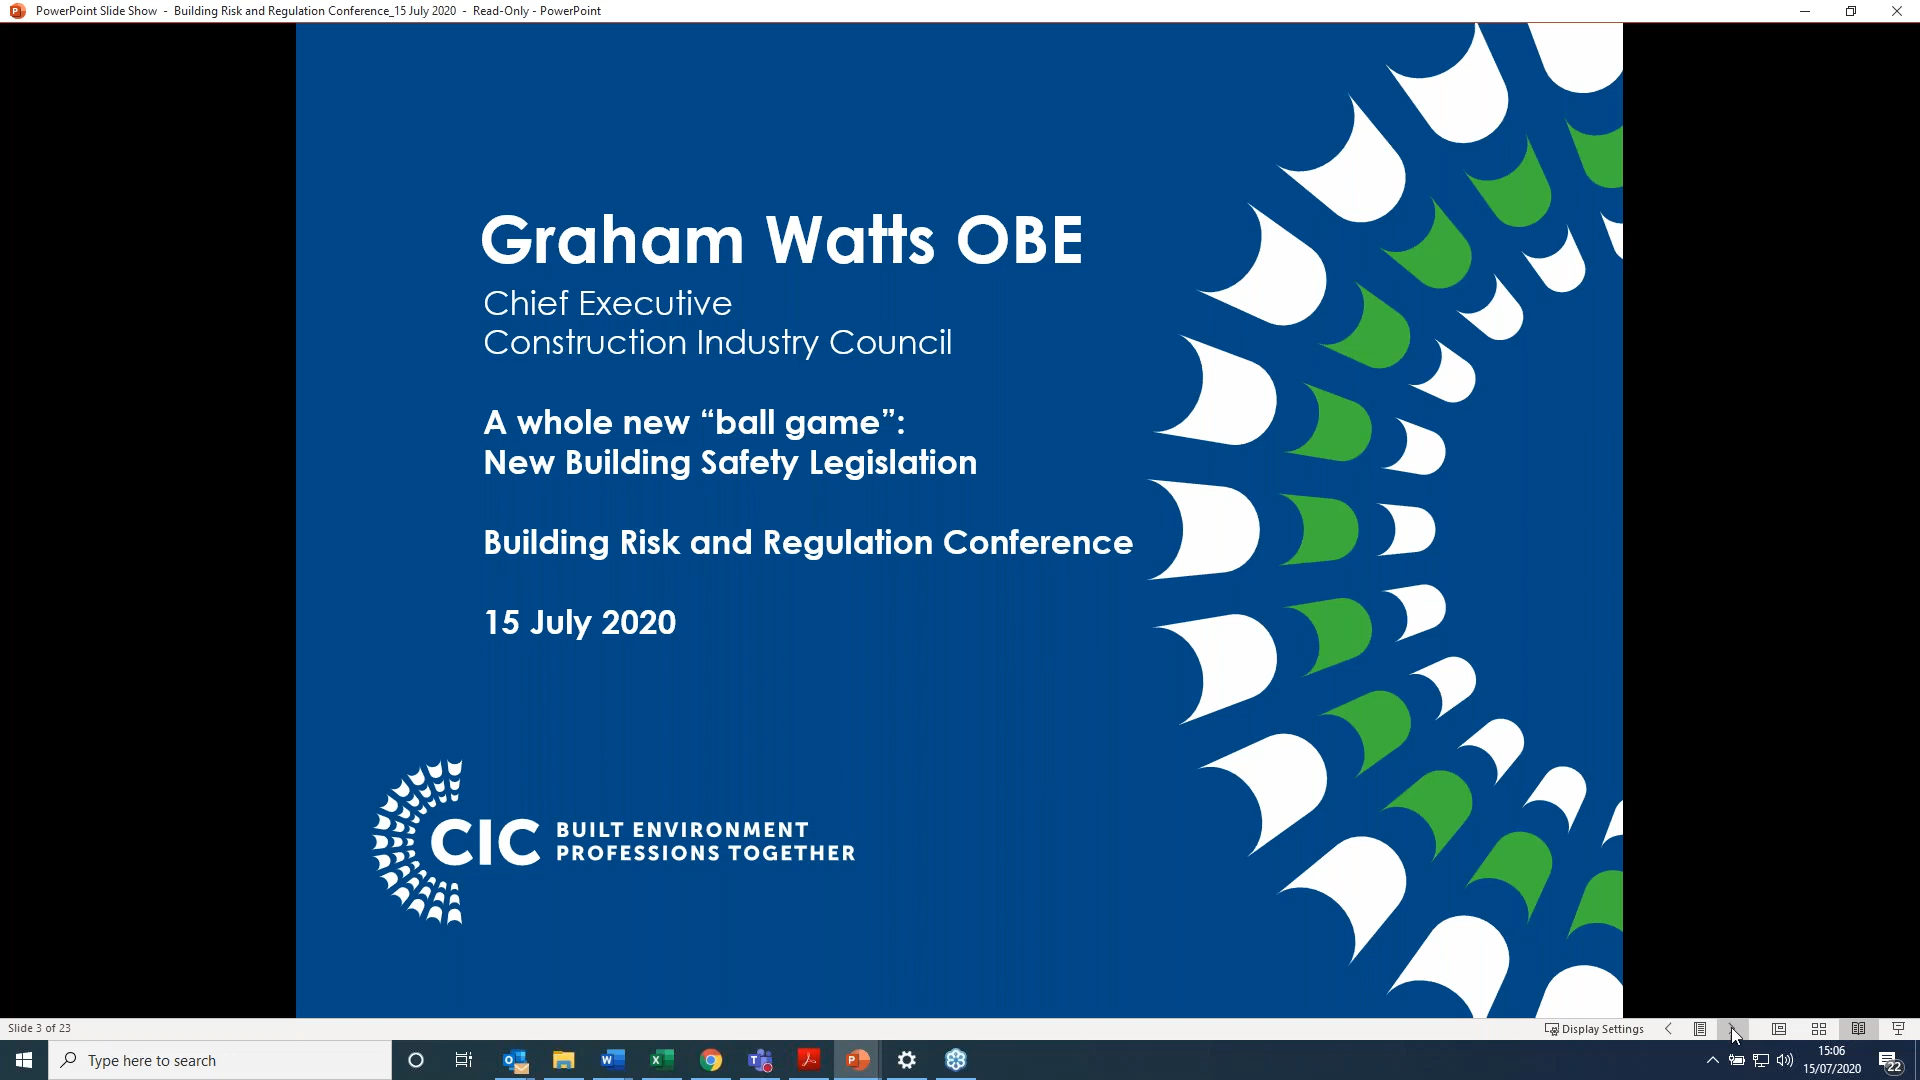 PowerPoint Slide Show - Building Risk and Regulation Conference_15 July 2020 - Read-Only - PowerPoint
Graham Watts OBE
Chief Executive
Construction Industry Council
A whole new “ball game”:
New Building Safety Legislation
Building Risk and Regulation Conference
15 July 2020
CIC
BUILT ENVIRONMENT
PROFESSIONS TOGETHER
Slide 3 of 23
Display Settings
Type here to search
15:06
15/07/2020
22